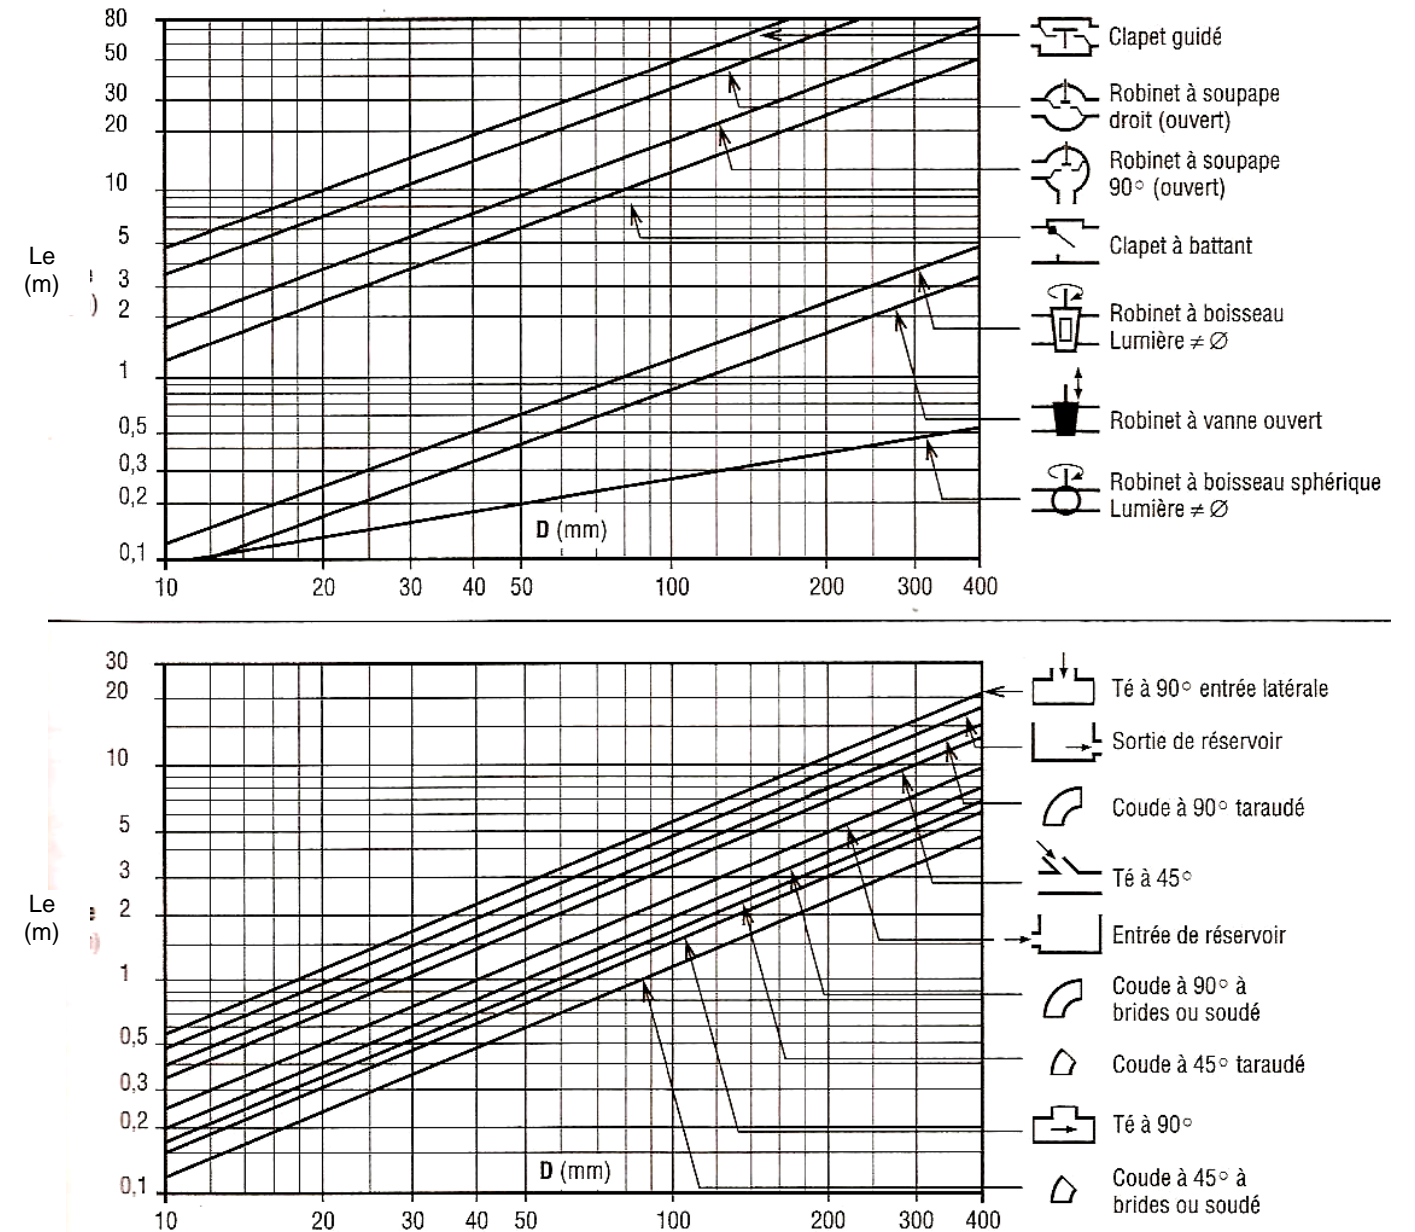 80
50
30
20
10
5
3
2
1
0,5
0,3
0,2
0,1
Le
(m)
)
D (mm)
10 20 30 40 50 100 200 300 400
Clapet guidé
Robinet à soupape
droit (ouvert)
Robinet à soupape
90° (ouvert)
Clapet à battant
Robinet à boisseau
Lumière ≠ ∅
Robinet à vanne ouvert
Robinet à boisseau sphérique
Lumière ≠ ∅
30
20
10
5
3
2
1
0,5
0,3
0,2
0,1
Le
(m)
D (mm)
10 20 30 40 50 100 200 300 400
Té à 90° entrée latérale
Sortie de réservoir
Coude à 90° taraudé
Té à 45°
Entrée de réservoir
Coude à 90° à
brides ou soudé
Coude à 45° taraudé
Té à 90°
Coude à 45° à
brides ou soudé